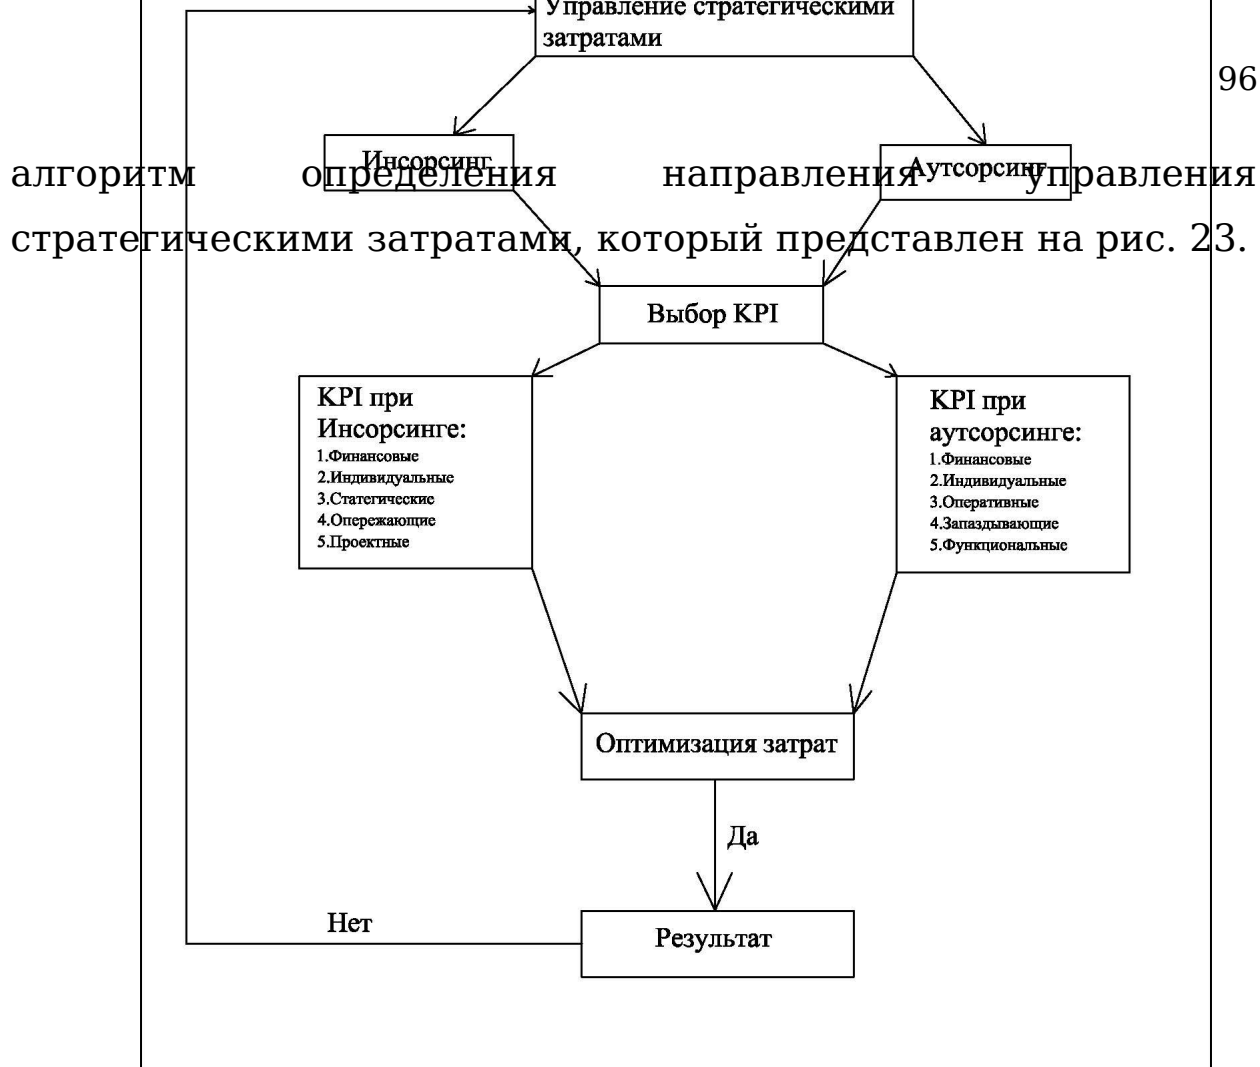 Управление стратегическими
затратами
96
Инсорсинг
Аутсорсинг
алгоритм определения направления управления
стратегическими затратами, который представлен на рис. 23.
Выбор KPI
KPI при
Инсорсинге:
1.Финансовые
2.Индивидуальные
3.Статегические
4.Опережающие
5.Проектные
KPI при
аутсорсинге:
1.Финансовые
2.Индивидуальные
3.Оперативные
4.Запаздывающие
5.Функциональные
Оптимизация затрат
Да
Нет
Результат